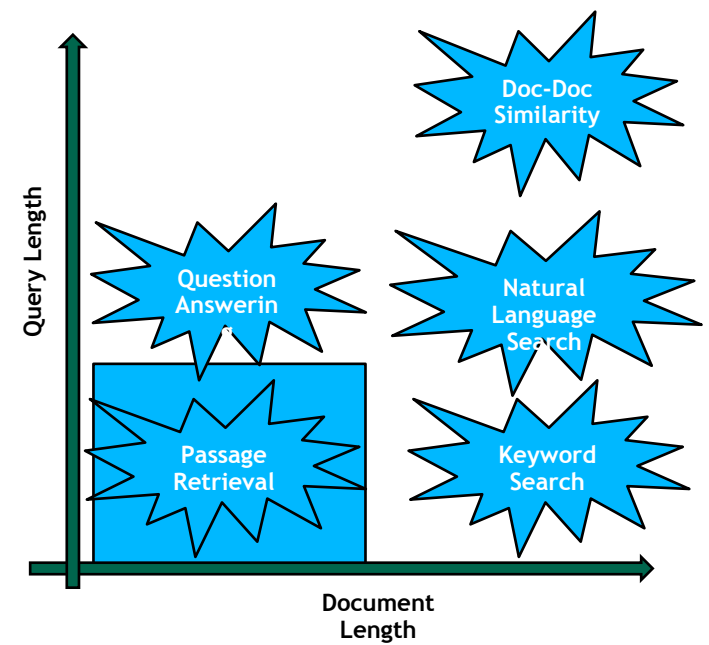 Doc-Doc
Similarity
Query Length
Question
Answerin
g
Natural
Language
Search
Passage
Retrieval
Keyword
Search
Document
Length